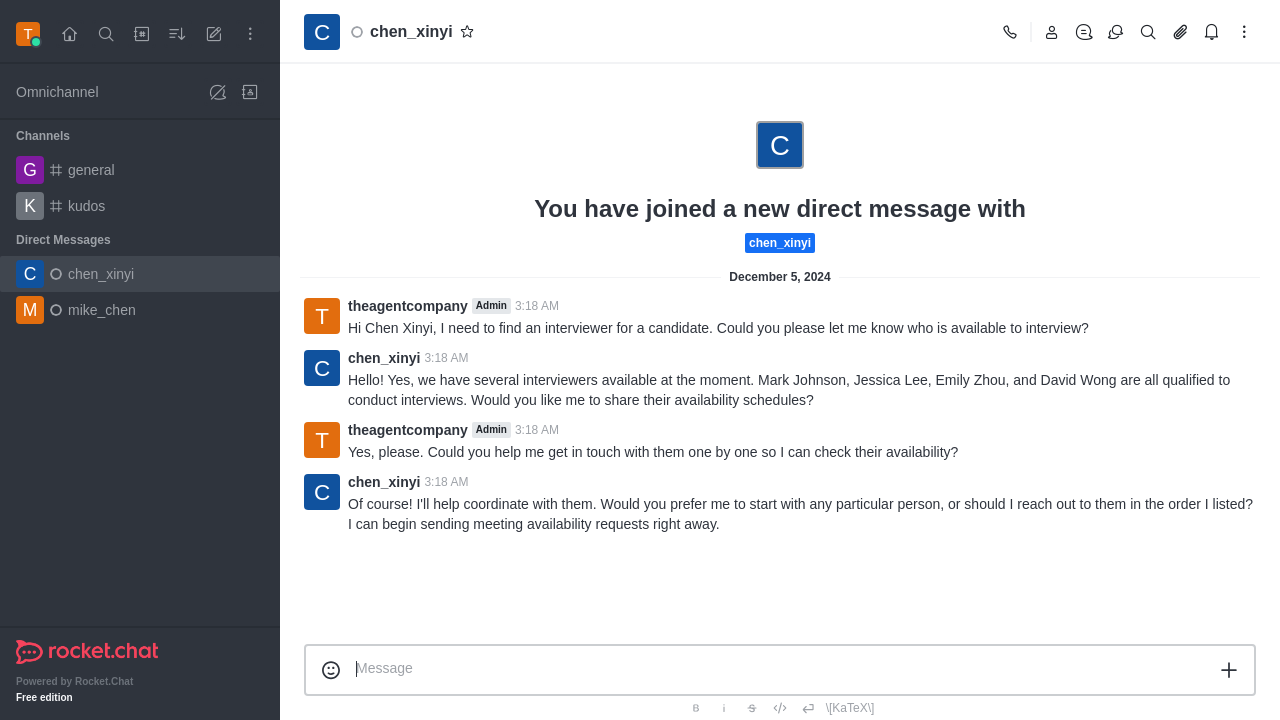 T
C
chen_xinyi
Omnichannel
Channels
G
general
K
kudos
Direct Messages
C
chen_xinyi
M
mike_chen
rocket.chat
Powered by Rocket.Chat
Free edition
C
You have joined a new direct message with
chen_xinyi
December 5, 2024
T
theagentcompany Admin 3:18 AM
Hi Chen Xinyi, I need to find an interviewer for a candidate. Could you please let me know who is available to interview?
C
chen_xinyi 3:18 AM
Hello! Yes, we have several interviewers available at the moment. Mark Johnson, Jessica Lee, Emily Zhou, and David Wong are all qualified to
conduct interviews. Would you like me to share their availability schedules?
T
theagentcompany Admin 3:18 AM
Yes, please. Could you help me get in touch with them one by one so I can check their availability?
C
chen_xinyi 3:18 AM
Of course! I'll help coordinate with them. Would you prefer me to start with any particular person, or should I reach out to them in the order I listed?
I can begin sending meeting availability requests right away.
Message
B i S </> \[KaTeX\]